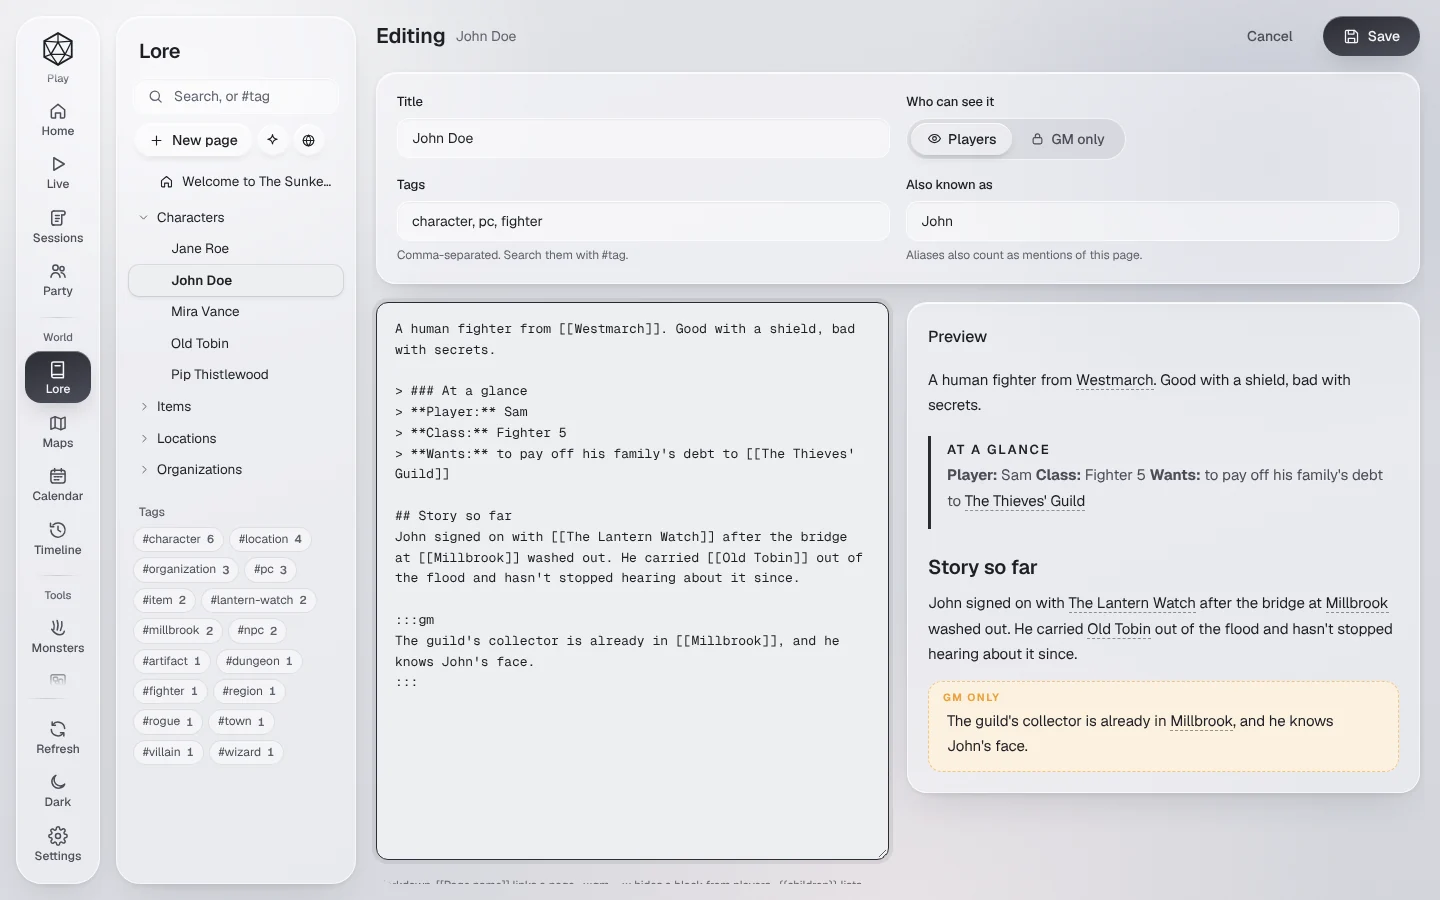 Play
Home
Live
Sessions
Party
World
Lore
Maps
Calendar
Timeline
Tools
Monsters
Refresh
Dark
Settings
Lore
Search, or #tag
New page
Welcome to The Sunke...
Characters
Jane Roe
John Doe
Mira Vance
Old Tobin
Pip Thistlewood
Items
Locations
Organizations
Tags
#character 6 #location 4
#organization 3 #pc 3
#item 2 #lantern-watch 2
#millbrook 2 #npc 2
#artifact 1 #dungeon 1
#fighter 1 #region 1
#rogue 1 #town 1
#villain 1 #wizard 1
Editing John Doe
Cancel Save
Title
John Doe
Who can see it
Players GM only
Tags
character, pc, fighter
Comma-separated. Search them with #tag.
Also known as
John
Aliases also count as mentions of this page.
A human fighter from [[Westmarch]]. Good with a shield, bad
with secrets.
> ### At a glance
> **Player:** Sam
> **Class:** Fighter 5
> **Wants:** to pay off his family's debt to [[The Thieves'
Guild]]
## Story so far
John signed on with [[The Lantern Watch]] after the bridge
at [[Millbrook]] washed out. He carried [[Old Tobin]] out of
the flood and hasn't stopped hearing about it since.
:::gm
The guild's collector is already in [[Millbrook]], and he
knows John's face.
:::
Preview
A human fighter from Westmarch. Good with a shield, bad with
secrets.
AT A GLANCE
Player: Sam Class: Fighter 5 Wants: to pay off his family's debt
to The Thieves' Guild
Story so far
John signed on with The Lantern Watch after the bridge at Millbrook
washed out. He carried Old Tobin out of the flood and hasn't stopped
hearing about it since.
GM ONLY
The guild's collector is already in Millbrook, and he knows
John's face.